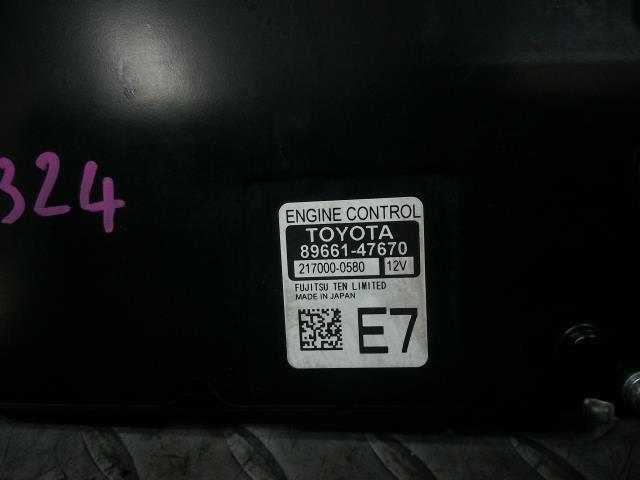 324
ENGINE CONTROL
TOYOTA
89661-47670
217000-0580 12V
FUJITSU TEN LIMITED
MADE IN JAPAN
E7